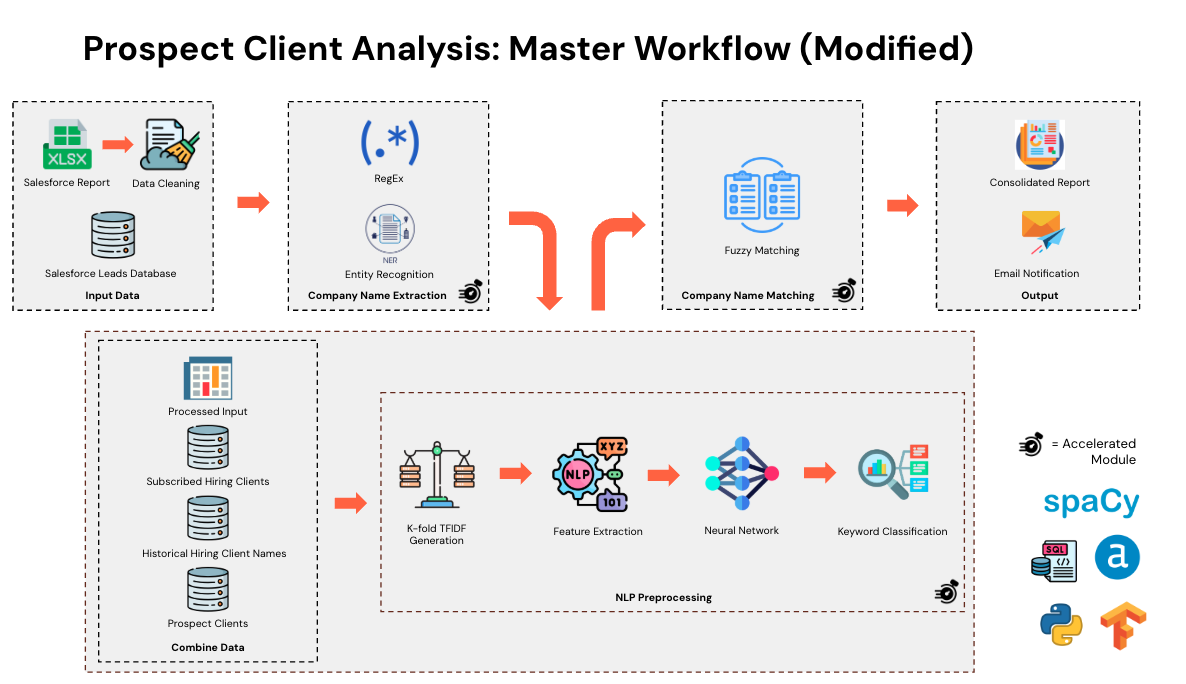 Prospect Client Analysis: Master Workflow (Modified)
XLSX
Salesforce Report
Data Cleaning
Salesforce Leads Database
Input Data
(.*)
RegEx
NER
Entity Recognition
Company Name Extraction
Fuzzy Matching
Company Name Matching
Consolidated Report
Email Notification
Output
Processed Input
Subscribed Hiring Clients
Historical Hiring Client Names
Prospect Clients
Combine Data
K-fold TFIDF
Generation
NLP
XYZ
101
Feature Extraction
Neural Network
Keyword Classification
NLP Preprocessing
= Accelerated
Module
spaCy
SQL
</>
a